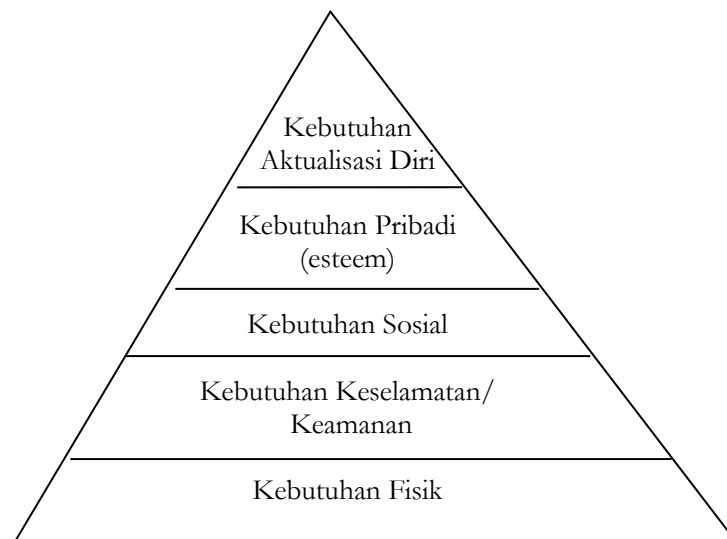 Kebutuhan
Aktualisasi Diri
Kebutuhan Pribadi
(esteem)
Kebutuhan Sosial
Kebutuhan Keselamatan/
Keamanan
Kebutuhan Fisik